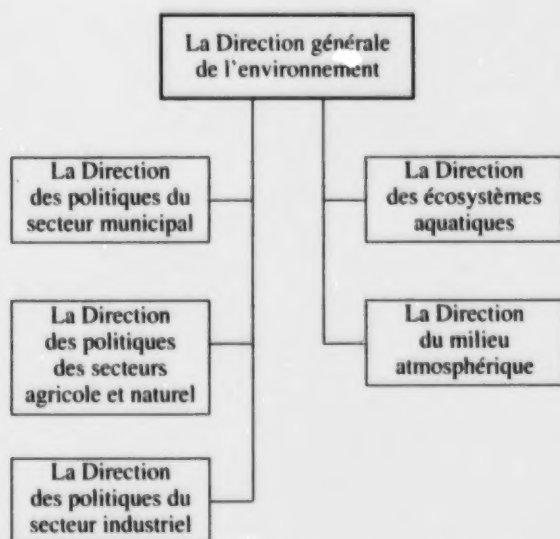 La Direction générale
de l'environnement
La Direction
des politiques du
secteur municipal
La Direction
des écosystèmes
aquatiques
La Direction
des politiques
des secteurs
agricole et naturel
La Direction
du milieu
atmosphérique
La Direction
des politiques du
secteur industriel